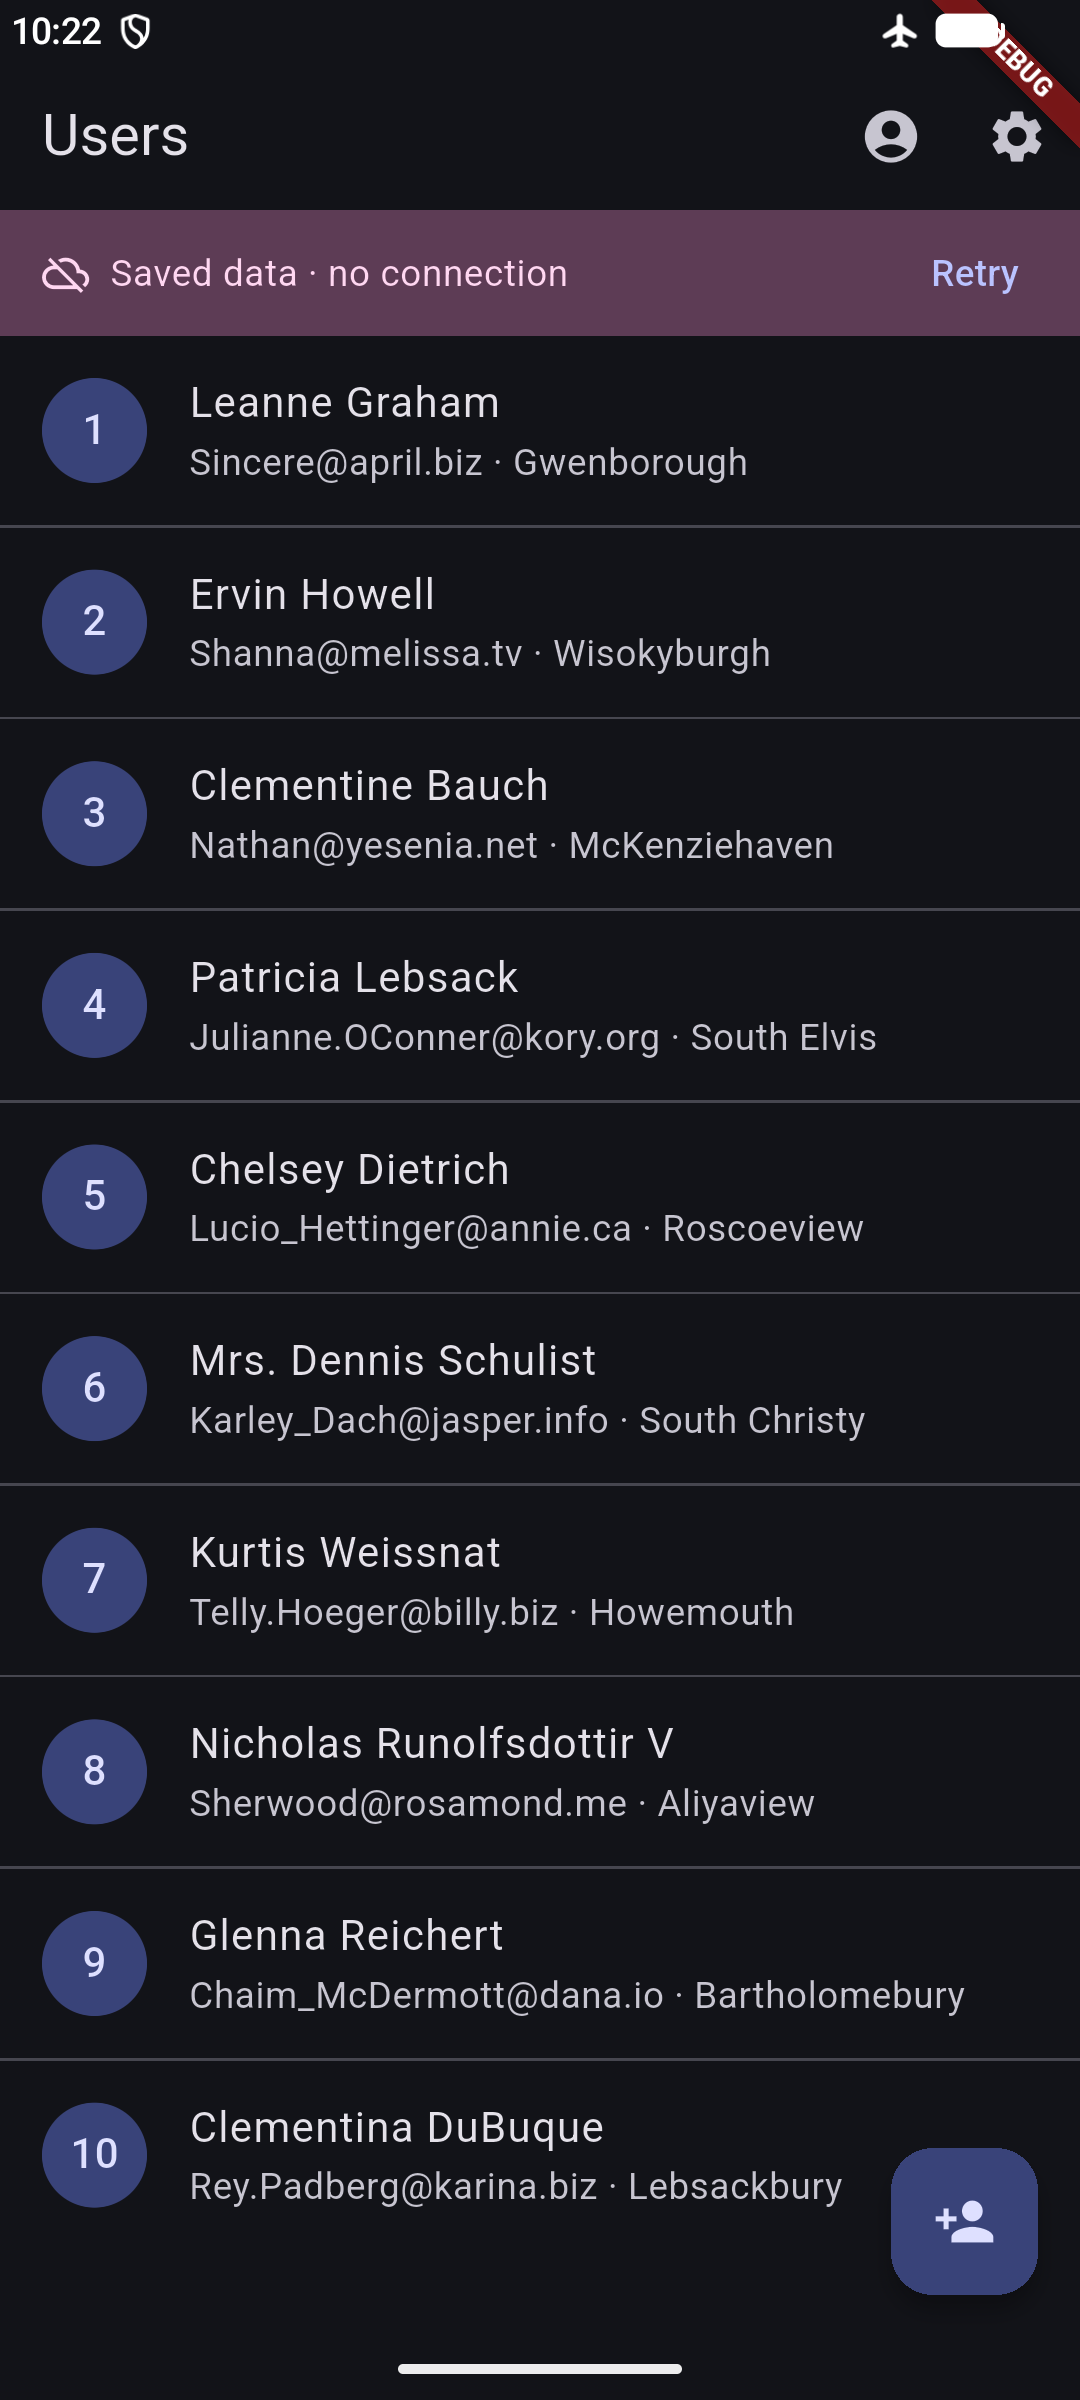 10:22
EBUG
Users
Saved data · no connection
Retry
1
Leanne Graham
Sincere@april.biz · Gwenborough
2
Ervin Howell
Shanna@melissa.tv · Wisokyburgh
3
Clementine Bauch
Nathan@yesenia.net · McKenziehaven
4
Patricia Lebsack
Julianne.OConner@kory.org · South Elvis
5
Chelsey Dietrich
Lucio_Hettinger@annie.ca · Roscoeview
6
Mrs. Dennis Schulist
Karley_Dach@jasper.info · South Christy
7
Kurtis Weissnat
Telly.Hoeger@billy.biz · Howemouth
8
Nicholas Runolfsdottir V
Sherwood@rosamond.me · Aliyaview
9
Glenna Reichert
Chaim_McDermott@dana.io · Bartholomebury
10
Clementina DuBuque
Rey.Padberg@karina.biz · Lebsackbury